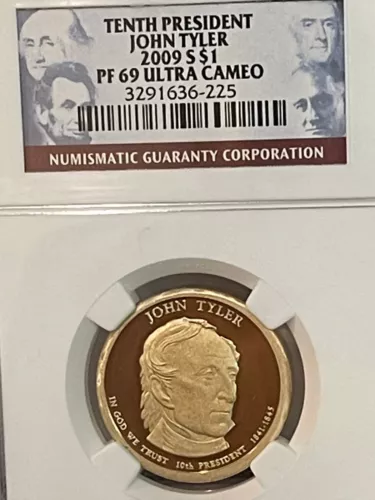 TENTH PRESIDENT
JOHN TYLER
2009 S $1
PF 69 ULTRA CAMEO
3291636-225
NUMISMATIC GUARANTY CORPORATION
JOHN TYLER
IN GOD WE TRUST 10th PRESIDENT 1841-1845